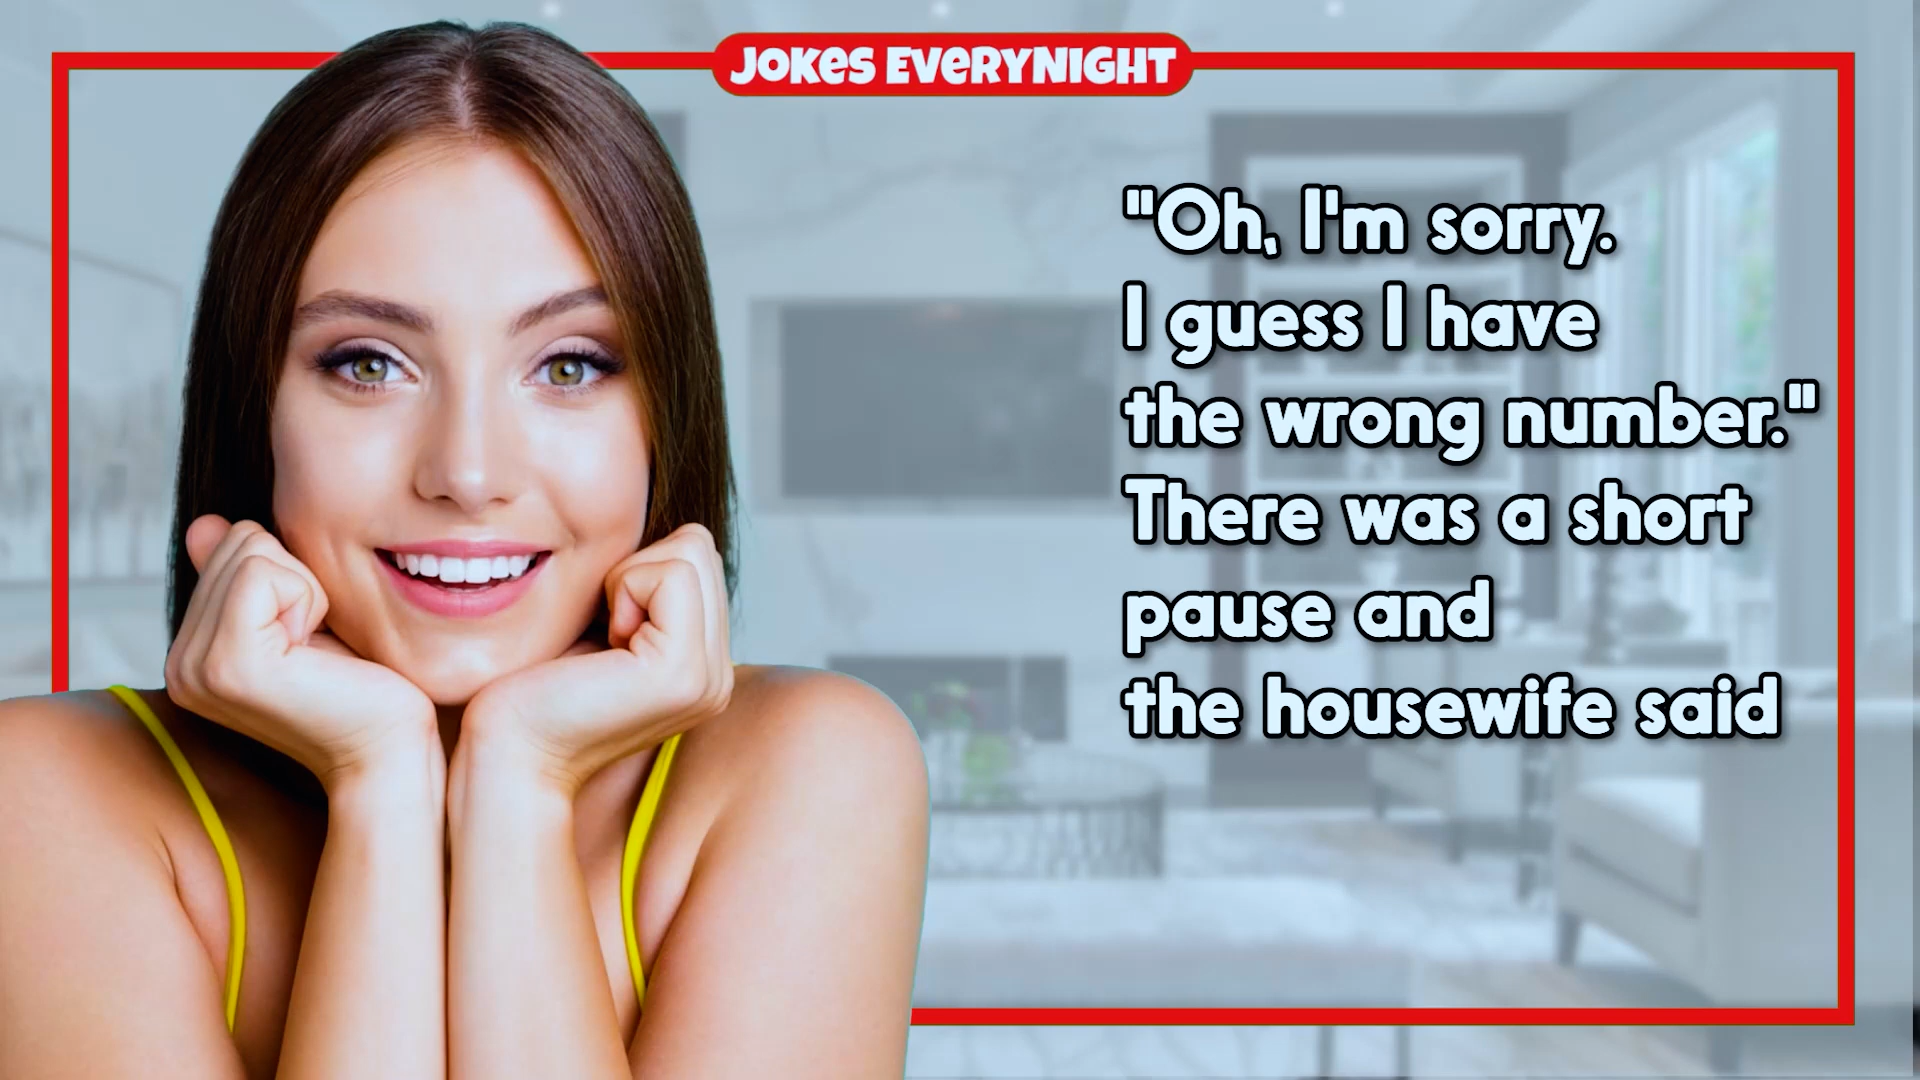 JOKES EVERYNIGHT
"Oh, I'm sorry.
I guess I have
the wrong number."
There was a short
pause and
the housewife said